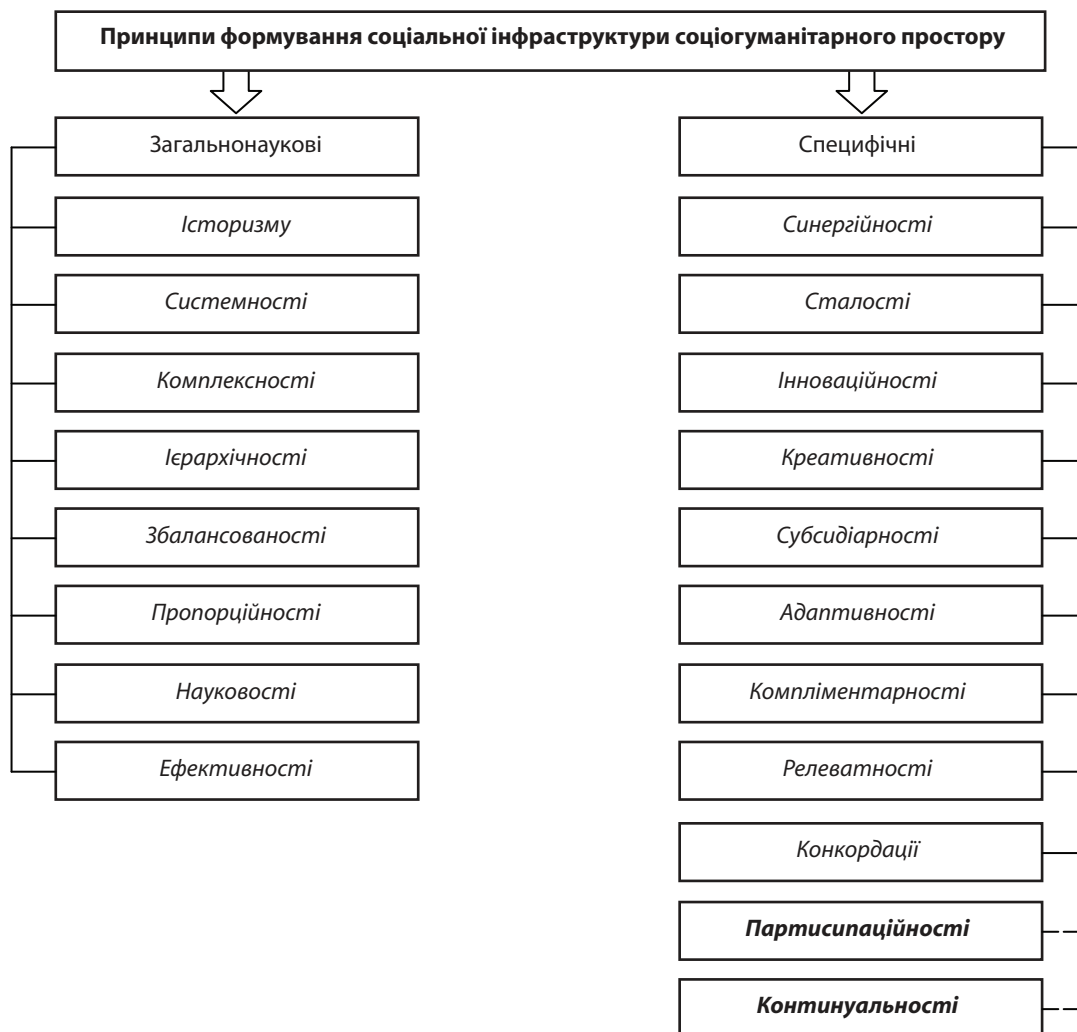 Принципи формування соціальної інфраструктури соціогуманітарного простору
Загальнонаукові
Історизму
Системності
Комплексності
Ієрархічності
Збалансованості
Пропорційності
Науковості
Ефективності
Специфічні
Синергійності
Сталості
Інноваційності
Креативності
Субсидіарності
Адаптивності
Компліментарності
Релеватності
Конкордації
Партисипаційності
Континуальності